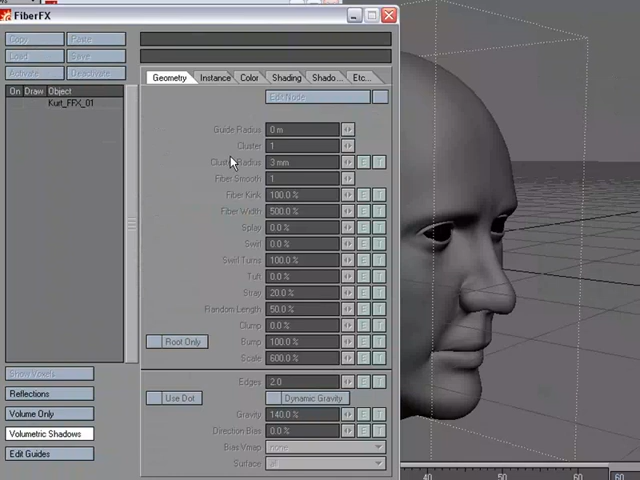 FiberFX
Copy Paste
Load Save
Activate Deactivate
On Draw Object
Kurt_FFX_01
Geometry Instance Color Shading Shado... Etc...
Edit Node
Guide Radius 0 m
Cluster 1
Cluster Radius 3 mm E T
Fiber Smooth 1
Fiber Kink 100.0 % E T
Fiber Width 500.0 % E T
Splay 0.0 % E T
Swirl 0.0 % E T
Swirl Turns 100.0 % E T
Tuft 0.0 % E T
Stray 20.0 % E T
Random Length 50.0 % E T
Clump 0.0 % E T
Root Only Bump 100.0 % E T
Scale 600.0 % E T
Show Voxels
Reflections
Volume Only
Volumetric Shadows
Edit Guides
Edges 2.0 E T
Use Dot Dynamic Gravity
Gravity 140.0 % E T
Direction Bias 0.0 % E T
Bias Vmap none
Surface all
40 50 60 60